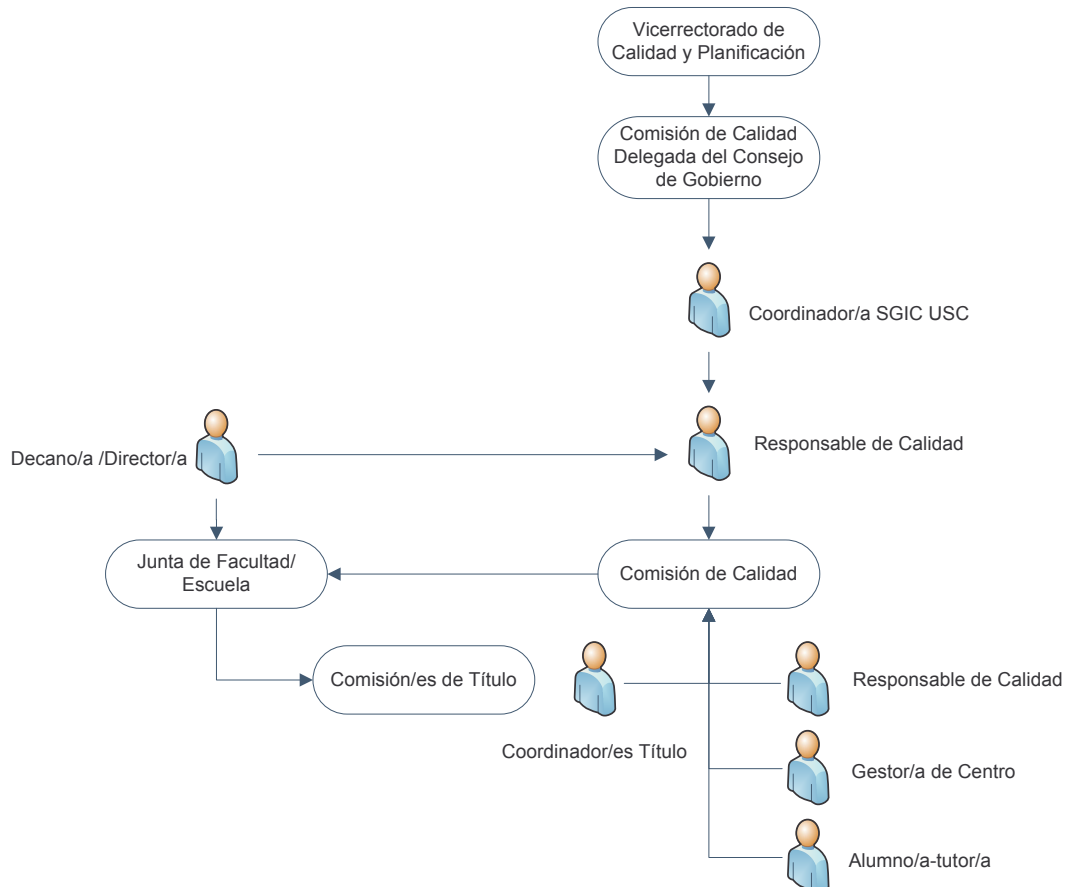 Vicerrectorado de
Calidad y Planificación
Comisión de Calidad
Delegada del Consejo
de Gobierno
Coordinador/a SGIC USC
Decano/a /Director/a
Responsable de Calidad
Junta de Facultad/
Escuela
Comisión de Calidad
Comisión/es de Título
Responsable de Calidad
Coordinador/es Título
Gestor/a de Centro
Alumno/a-tutor/a